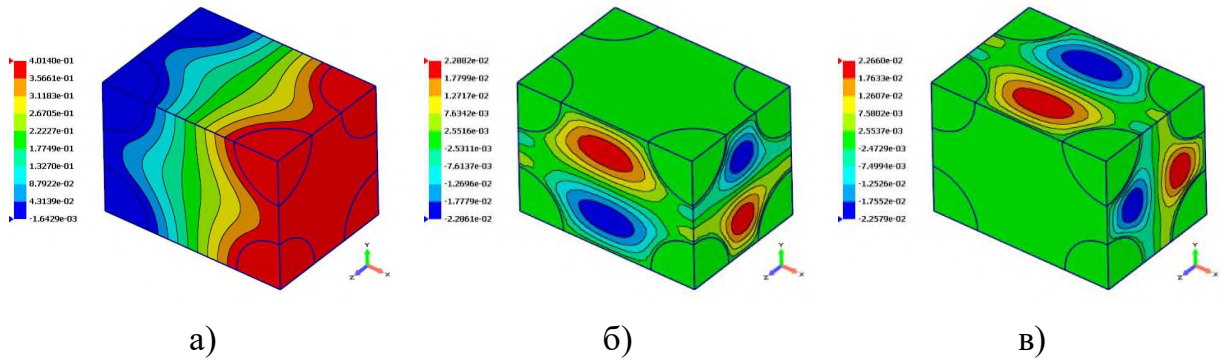 4.0140e-01
3.5661e-01
3.1183e-01
2.6705e-01
2.2227e-01
1.7749e-01
1.3270e-01
8.7922e-02
4.3139e-02
-1.6429e-03
Y
Z
X
а)
2.2882e-02
1.7799e-02
1.2717e-02
7.6342e-03
2.5516e-03
-2.5311e-03
-7.6137e-03
-1.2696e-02
-1.7779e-02
-2.2861e-02
Y
Z
X
б)
2.2660e-02
1.7633e-02
1.2607e-02
7.5802e-03
2.5537e-03
-2.4729e-03
-7.4994e-03
-1.2526e-02
-1.7552e-02
-2.2579e-02
Y
Z
X
в)